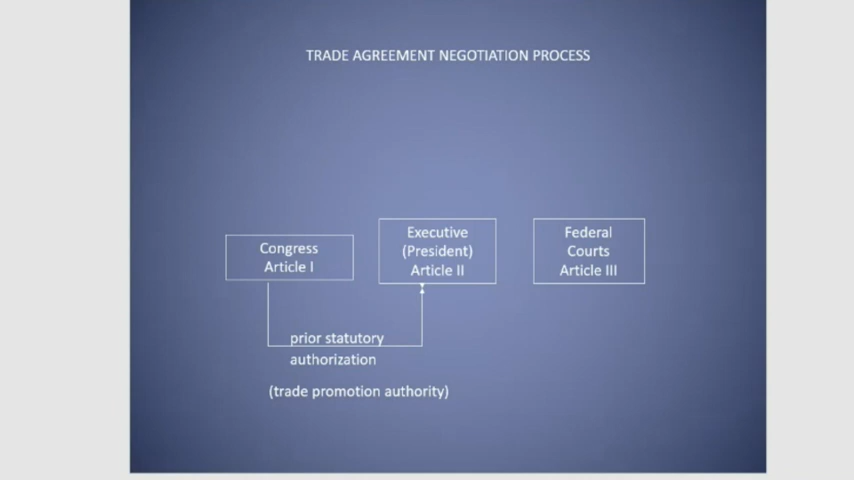 TRADE AGREEMENT NEGOTIATION PROCESS
Congress
Article I
Executive
(President)
Article II
Federal
Courts
Article III
prior statutory
authorization
(trade promotion authority)